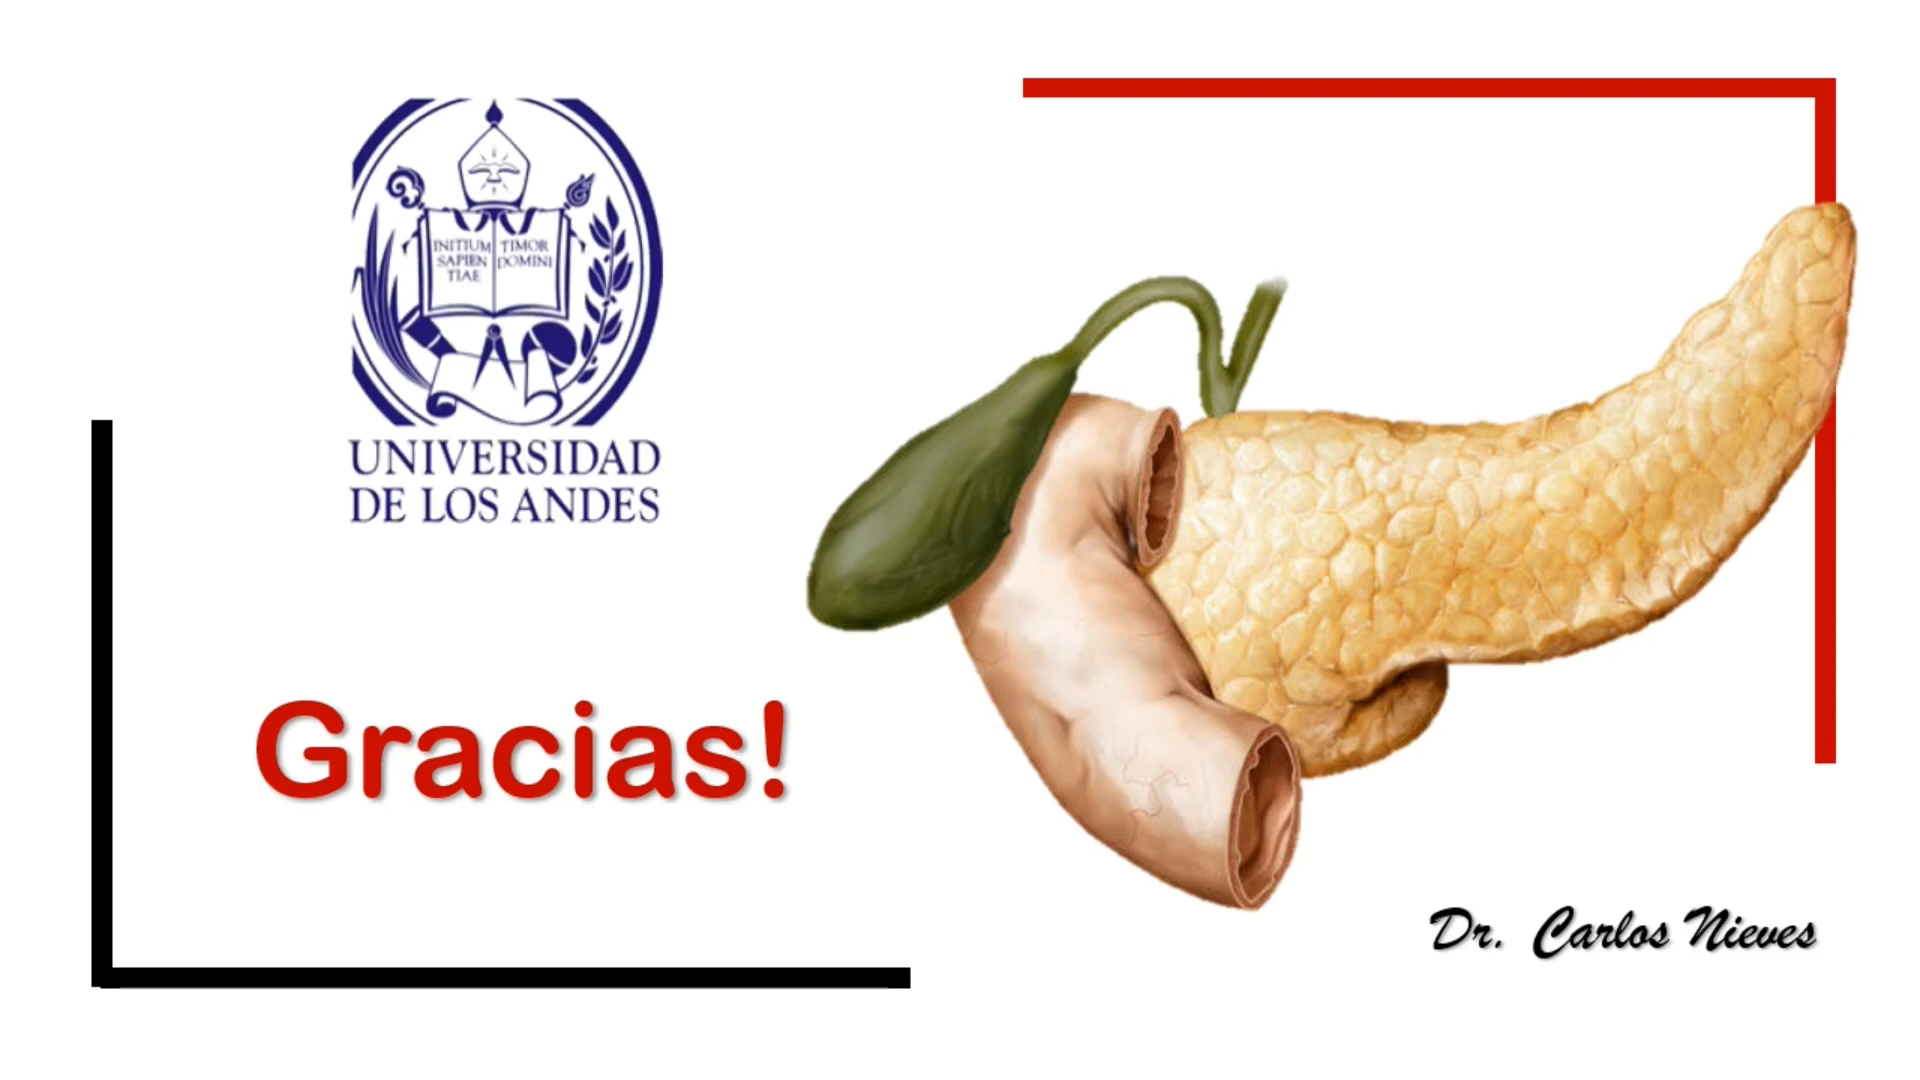 INITIUM
SAPIEN
TIAE
TIMOR
DOMINI
UNIVERSIDAD
DE LOS ANDES
Gracias!
Dr. Carlos Nieves